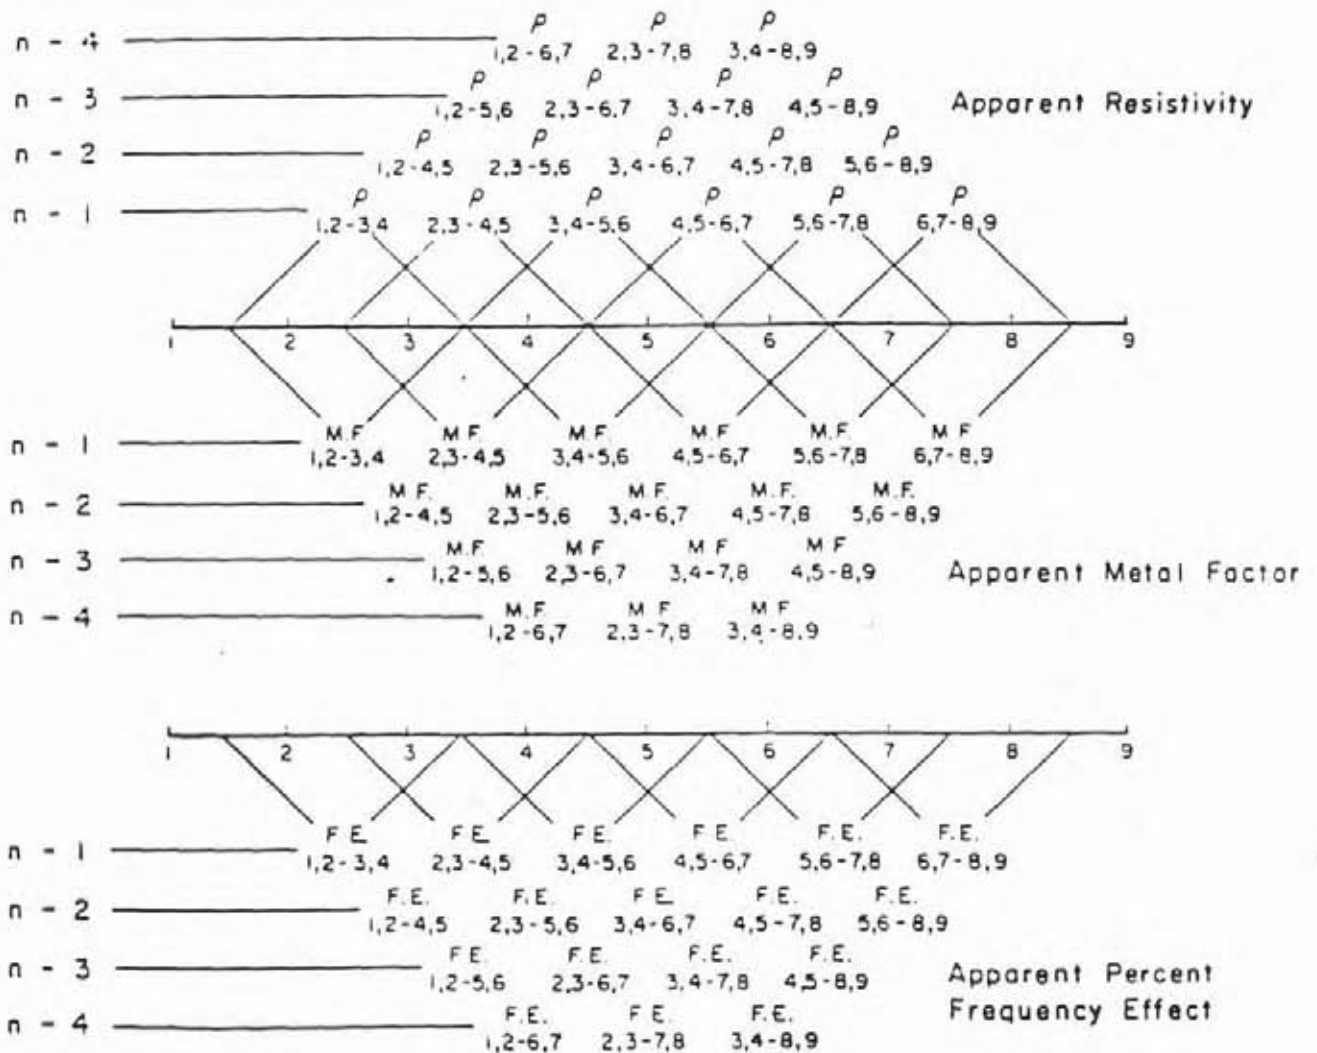 ρ ρ ρ
n - 4 1,2-6,7 2,3-7,8 3,4-8,9
ρ ρ ρ ρ
n - 3 1,2-5,6 2,3-6,7 3,4-7,8 4,5-8,9 Apparent Resistivity
ρ ρ ρ ρ ρ
n - 2 1,2-4,5 2,3-5,6 3,4-6,7 4,5-7,8 5,6-8,9
ρ ρ ρ ρ ρ ρ
n - 1 1,2-3,4 2,3-4,5 3,4-5,6 4,5-6,7 5,6-7,8 6,7-8,9
1 2 3 4 5 6 7 8 9
M.F. M.F. M.F. M.F M.F. M F
n - 1 1,2-3,4 2,3-4,5 3,4-5,6 4,5-6,7 5,6-7,8 6,7-8,9
M.F. M.F. M.F. M.F. M.F.
n - 2 1,2-4,5 2,3-5,6 3,4-6,7 4,5-7,8 5,6-8,9
M.F. M F M F M F
n - 3 1,2-5,6 2,3-6,7 3,4-7,8 4,5-8,9 Apparent Metal Factor
M.F. M F M F
n - 4 1,2-6,7 2,3-7,8 3,4-8,9
1 2 3 4 5 6 7 8 9
F.E. F E F E. F.E. F.E. F.E.
n - 1 1,2-3,4 2,3-4,5 3,4-5,6 4,5-6,7 5,6-7,8 6,7-8,9
F.E. F.E. F.E. F.E. F.E.
n - 2 1,2-4,5 2,3-5,6 3,4-6,7 4,5-7,8 5,6-8,9
F E. F.E. F.E. F.E.
n - 3 1,2-5,6 2,3-6,7 3,4-7,8 4,5-8,9 Apparent Percent
F.E. F E. F.E. Frequency Effect
n - 4 1,2-6,7 2,3-7,8 3,4-8,9